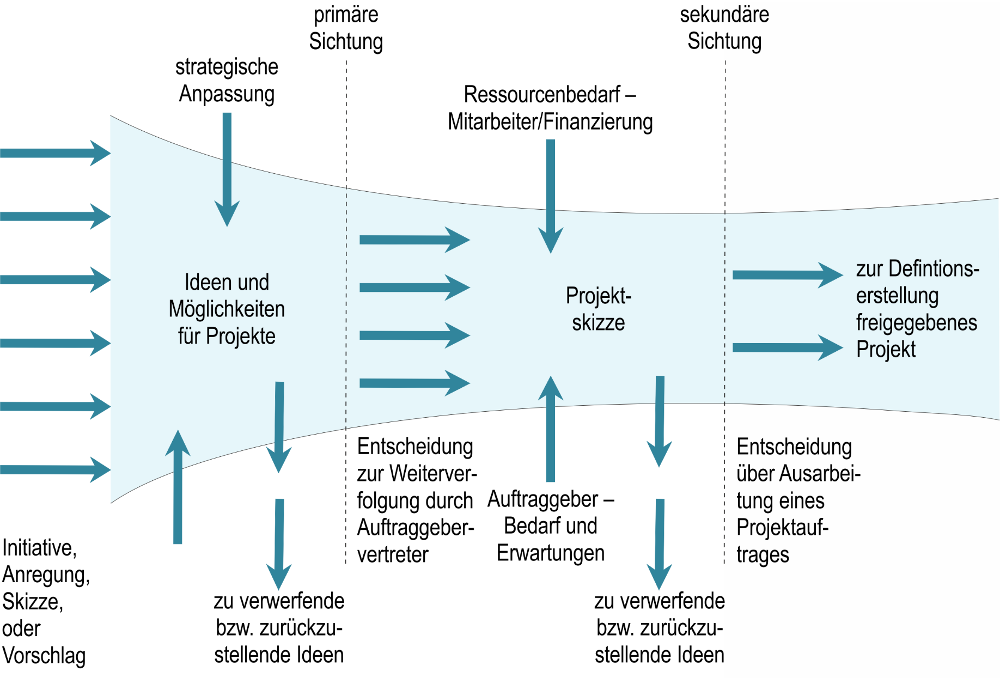 primäre
Sichtung
sekundäre
Sichtung
strategische
Anpassung
Ressourcenbedarf –
Mitarbeiter/Finanzierung
Ideen und
Möglichkeiten
für Projekte
Projekt-
skizze
zur Defintions-
erstellung
freigegebenes
Projekt
Initiative,
Anregung,
Skizze,
oder
Vorschlag
zu verwerfende
bzw. zurückzu-
stellende Ideen
Entscheidung
zur Weiterver-
folgung durch
Auftraggeber-
vertreter
Auftraggeber –
Bedarf und
Erwartungen
zu verwerfende
bzw. zurückzu-
stellende Ideen
Entscheidung
über Ausarbei-
tung eines
Projektauf-
trages